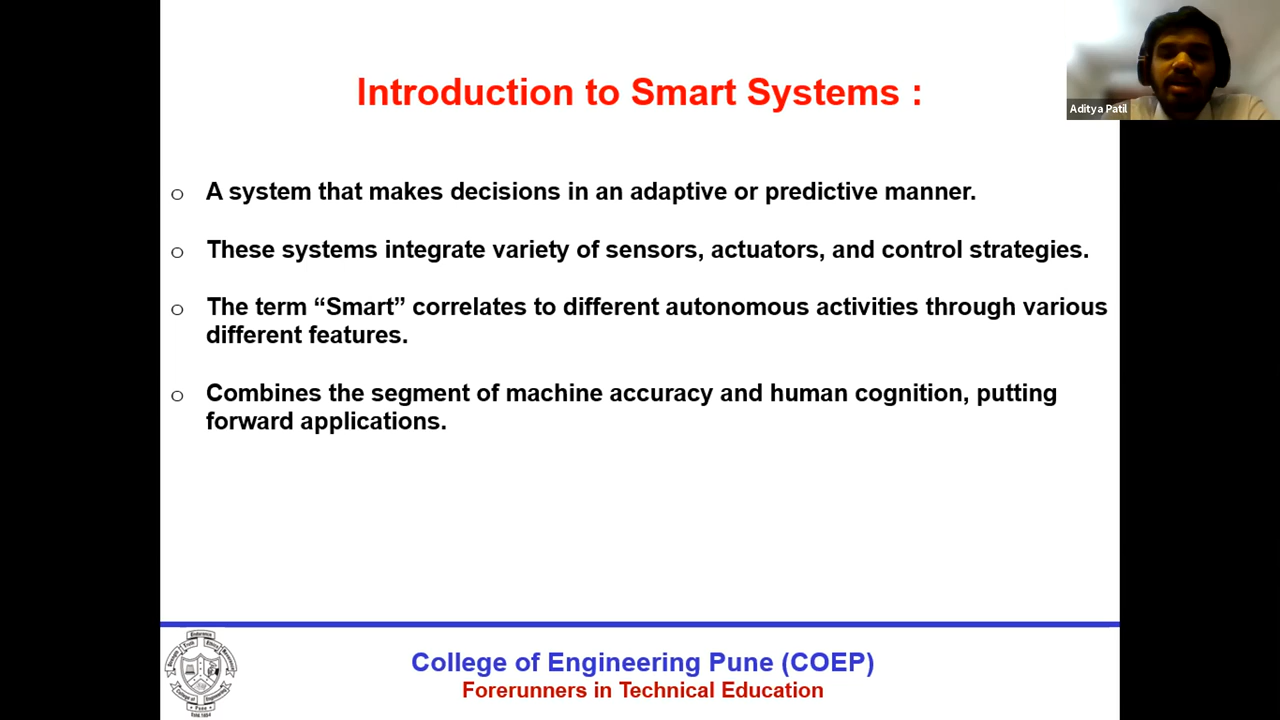 Introduction to Smart Systems :
Aditya Patil
o A system that makes decisions in an adaptive or predictive manner.
o These systems integrate variety of sensors, actuators, and control strategies.
o The term “Smart” correlates to different autonomous activities through various
different features.
o Combines the segment of machine accuracy and human cognition, putting
forward applications.
College of Engineering Pune (COEP)
Forerunners in Technical Education